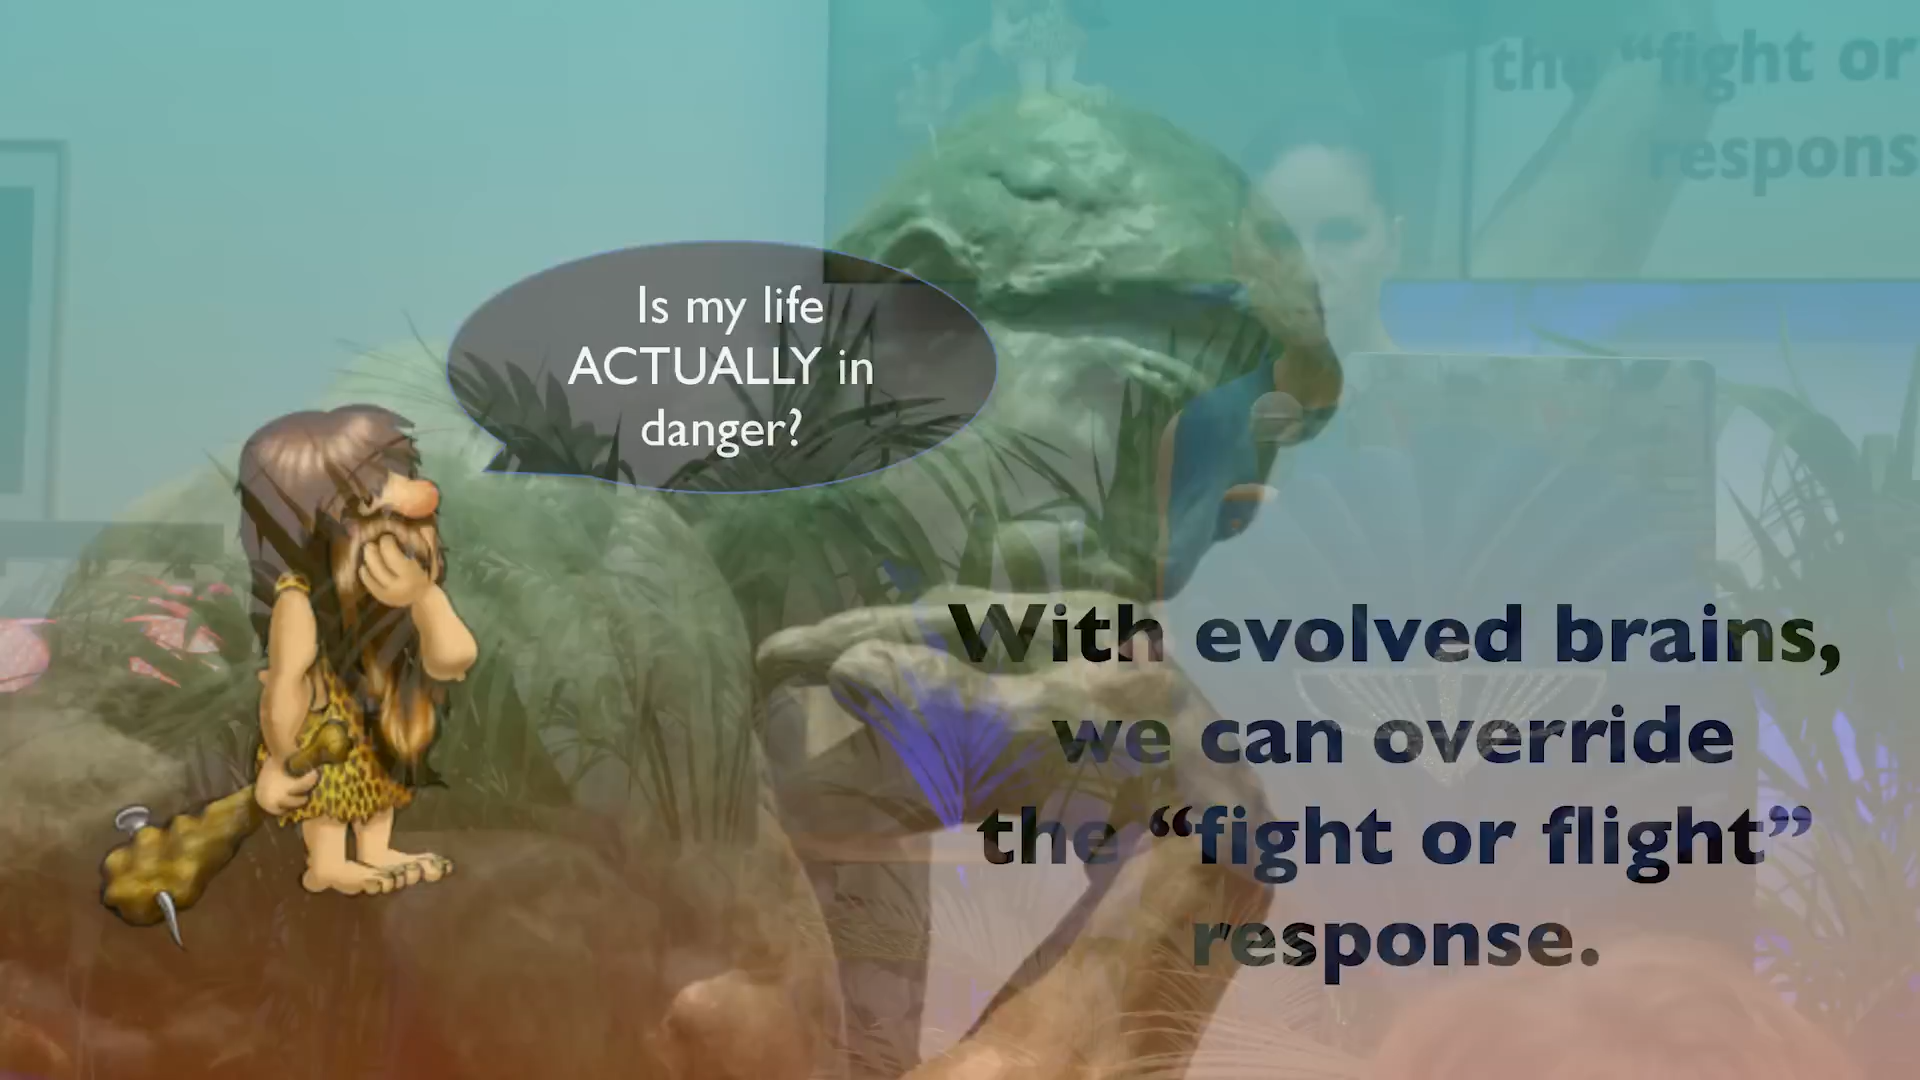 the “fight or
respons
Is my life
ACTUALLY in
danger?
With evolved brains,
we can override
the “fight or flight”
response.